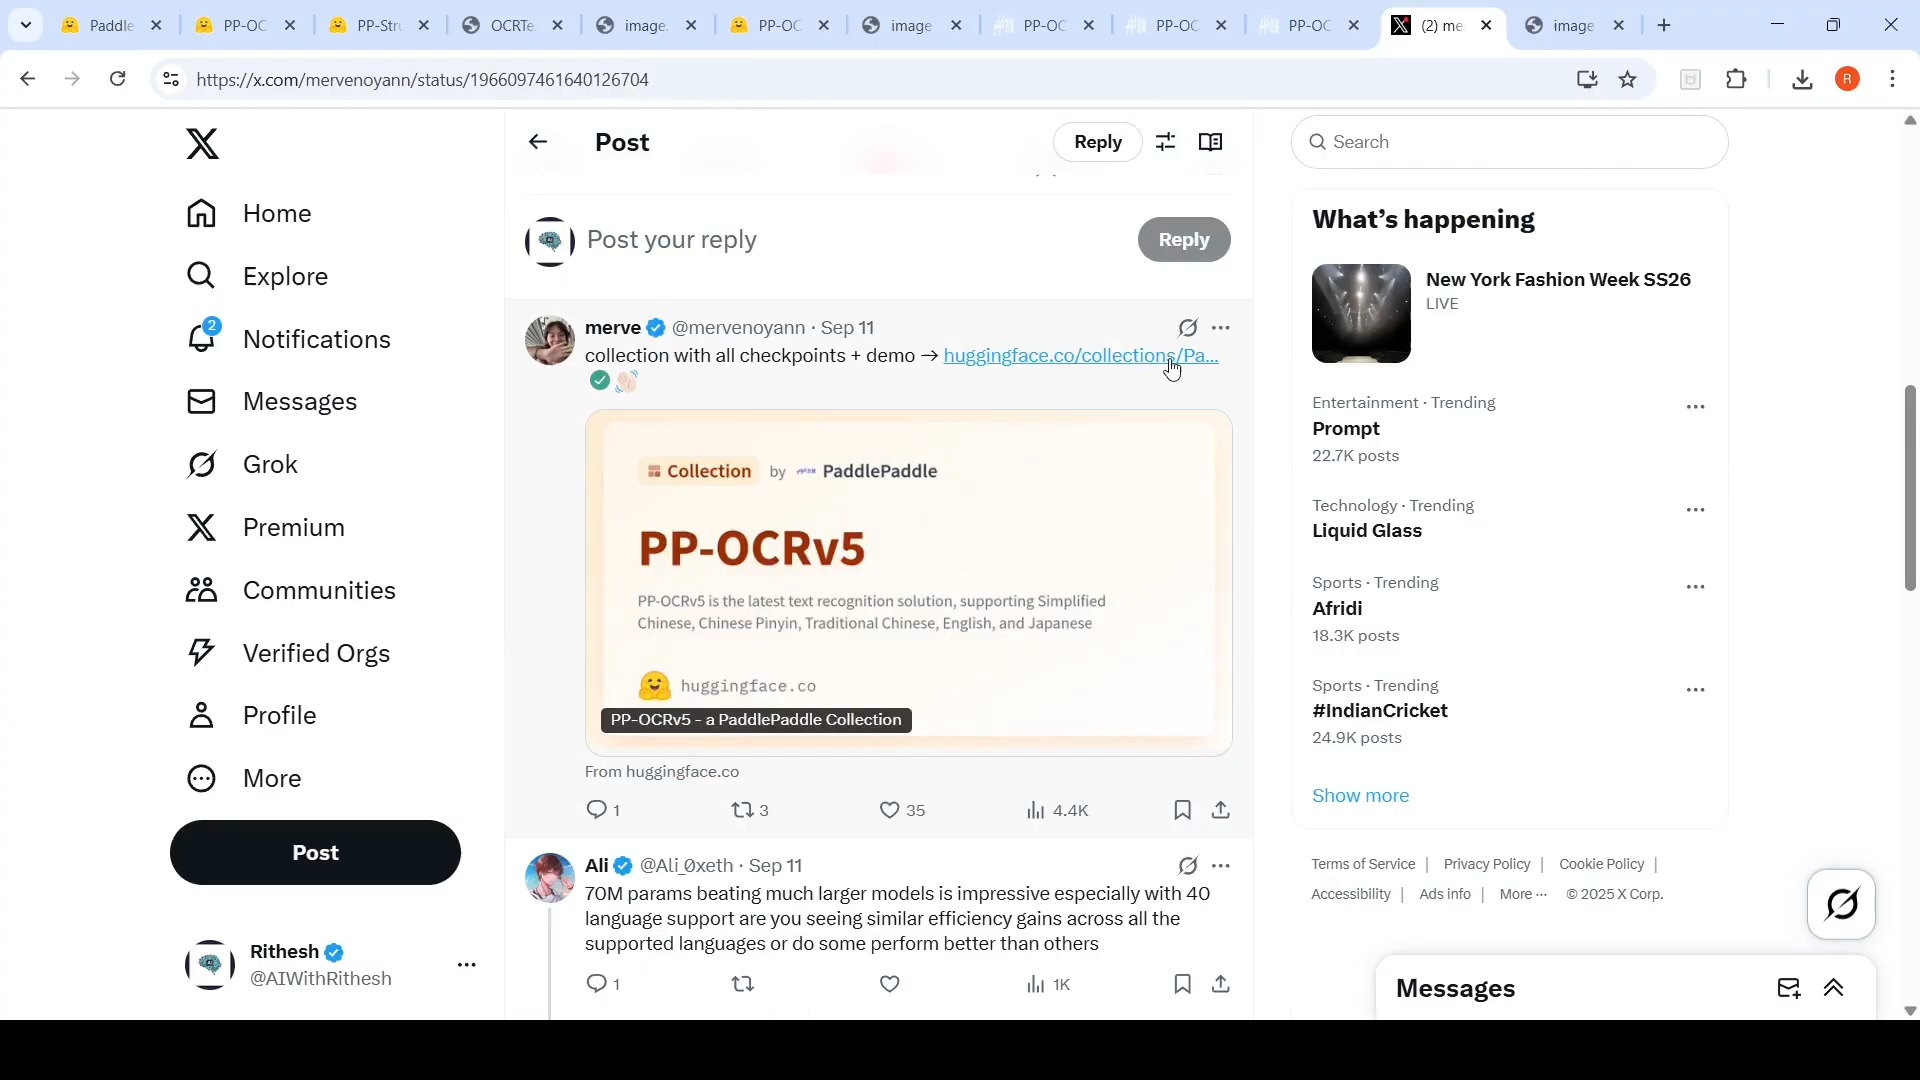 Paddle
PP-OC
PP-Stru
OCRTe
image.
PP-OC
image
PP-OC
PP-OC
PP-OC
(2) me
image
https://x.com/mervenoyann/status/1966097461640126704
R
Post
Reply
Search
Home
Explore
2
Notifications
Messages
Grok
Premium
Communities
Verified Orgs
Profile
More
Post
Rithesh
@AIWithRithesh
Post your reply
Reply
merve @mervenoyann · Sep 11
collection with all checkpoints + demo → huggingface.co/collections/Pa...
Collection by PaddlePaddle
PP-OCRv5
PP-OCRv5 is the latest text recognition solution, supporting Simplified
Chinese, Chinese Pinyin, Traditional Chinese, English, and Japanese
huggingface.co
PP-OCRv5 - a PaddlePaddle Collection
From huggingface.co
1 3 35 4.4K
Ali @Ali_0xeth · Sep 11
70M params beating much larger models is impressive especially with 40
language support are you seeing similar efficiency gains across all the
supported languages or do some perform better than others
1 1K
What's happening
New York Fashion Week SS26
LIVE
Entertainment · Trending
Prompt
22.7K posts
Technology · Trending
Liquid Glass
Sports · Trending
Afridi
18.3K posts
Sports · Trending
#IndianCricket
24.9K posts
Show more
Terms of Service | Privacy Policy | Cookie Policy |
Accessibility | Ads info | More ··· © 2025 X Corp.
Messages